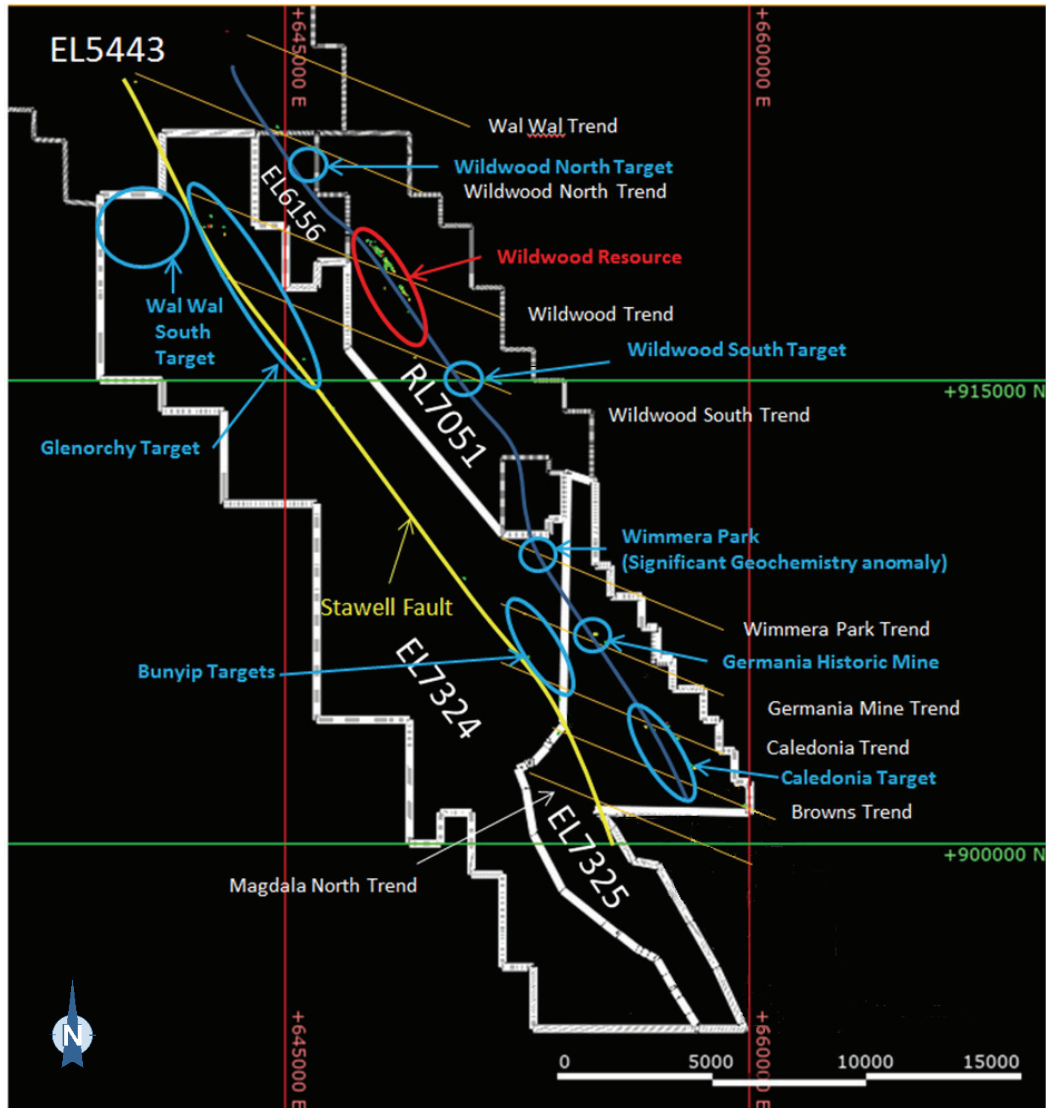 EL5443
+645000 E
+660000 E
Wal Wal Trend
Wildwood North Target
Wildwood North Trend
EL6156
Wildwood Resource
Wal Wal
South
Target
Wildwood Trend
Wildwood South Target
RL7051
+915000 N
Wildwood South Trend
Glenorchy Target
Wimmera Park
(Significant Geochemistry anomaly)
Stawell Fault
Wimmera Park Trend
EL7324
Germania Historic Mine
Bunyip Targets
Germania Mine Trend
Caledonia Trend
Caledonia Target
Browns Trend
EL7325
+900000 N
Magdala North Trend
N
0 5000 10000 15000
+645000 E
+660000 E